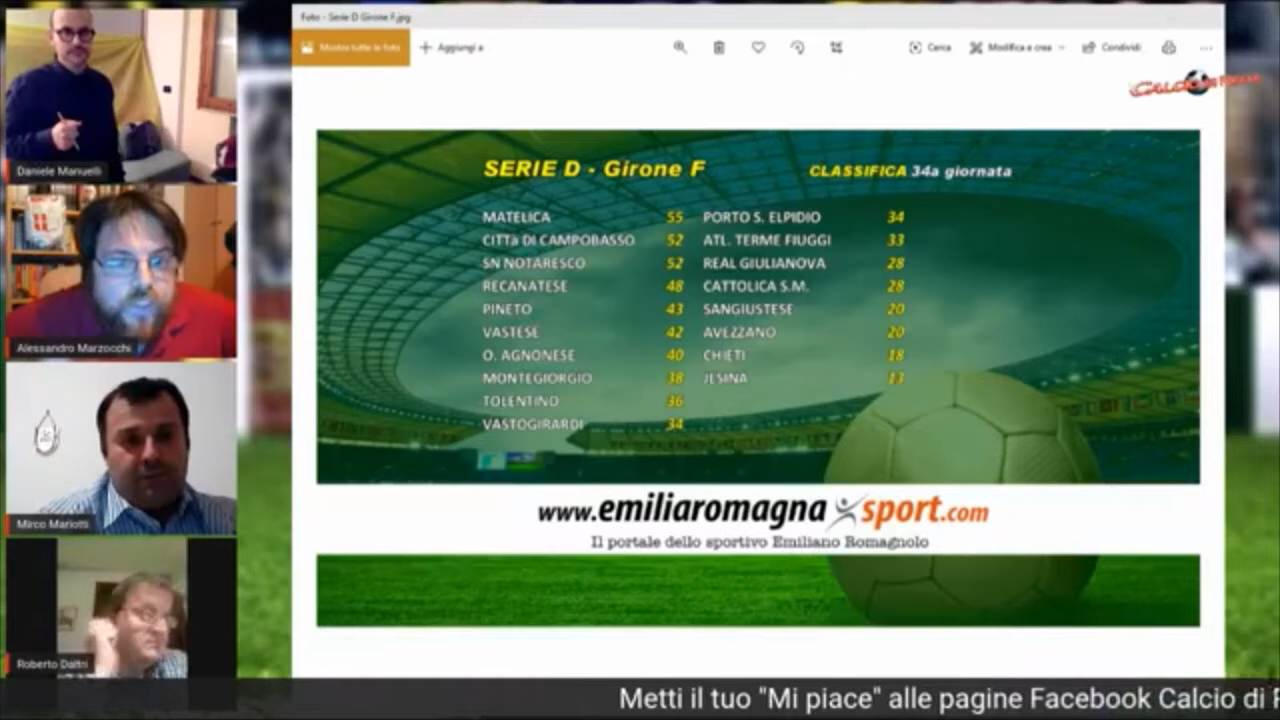 Foto - Serie D Girone F.jpg
Mostra tutte le foto
Aggiungi a
Cerca
Modifica e crea
Condividi
SERIE D - Girone F
CLASSIFICA 34a giornata
MATELICA 55 PORTO S. ELPIDIO 34
CITTà DI CAMPOBASSO 52 ATL. TERME FIUGGI 33
SN NOTARESCO 52 REAL GIULIANOVA 28
RECANATESE 48 CATTOLICA S.M. 28
PINETO 43 SANGIUSTESE 20
VASTESE 42 AVEZZANO 20
O. AGNONESE 40 CHIETI 18
MONTEGIORGIO 38 JESINA 13
TOLENTINO 36
VASTOGIRARDI 34
www.emiliaromagnasport.com
Il portale dello sportivo Emiliano Romagnolo
Daniele Manuelli
Alessandro Marzocchi
Mirco Mariotti
Roberto Daltri
Metti il tuo "Mi piace" alle pagine Facebook Calcio di